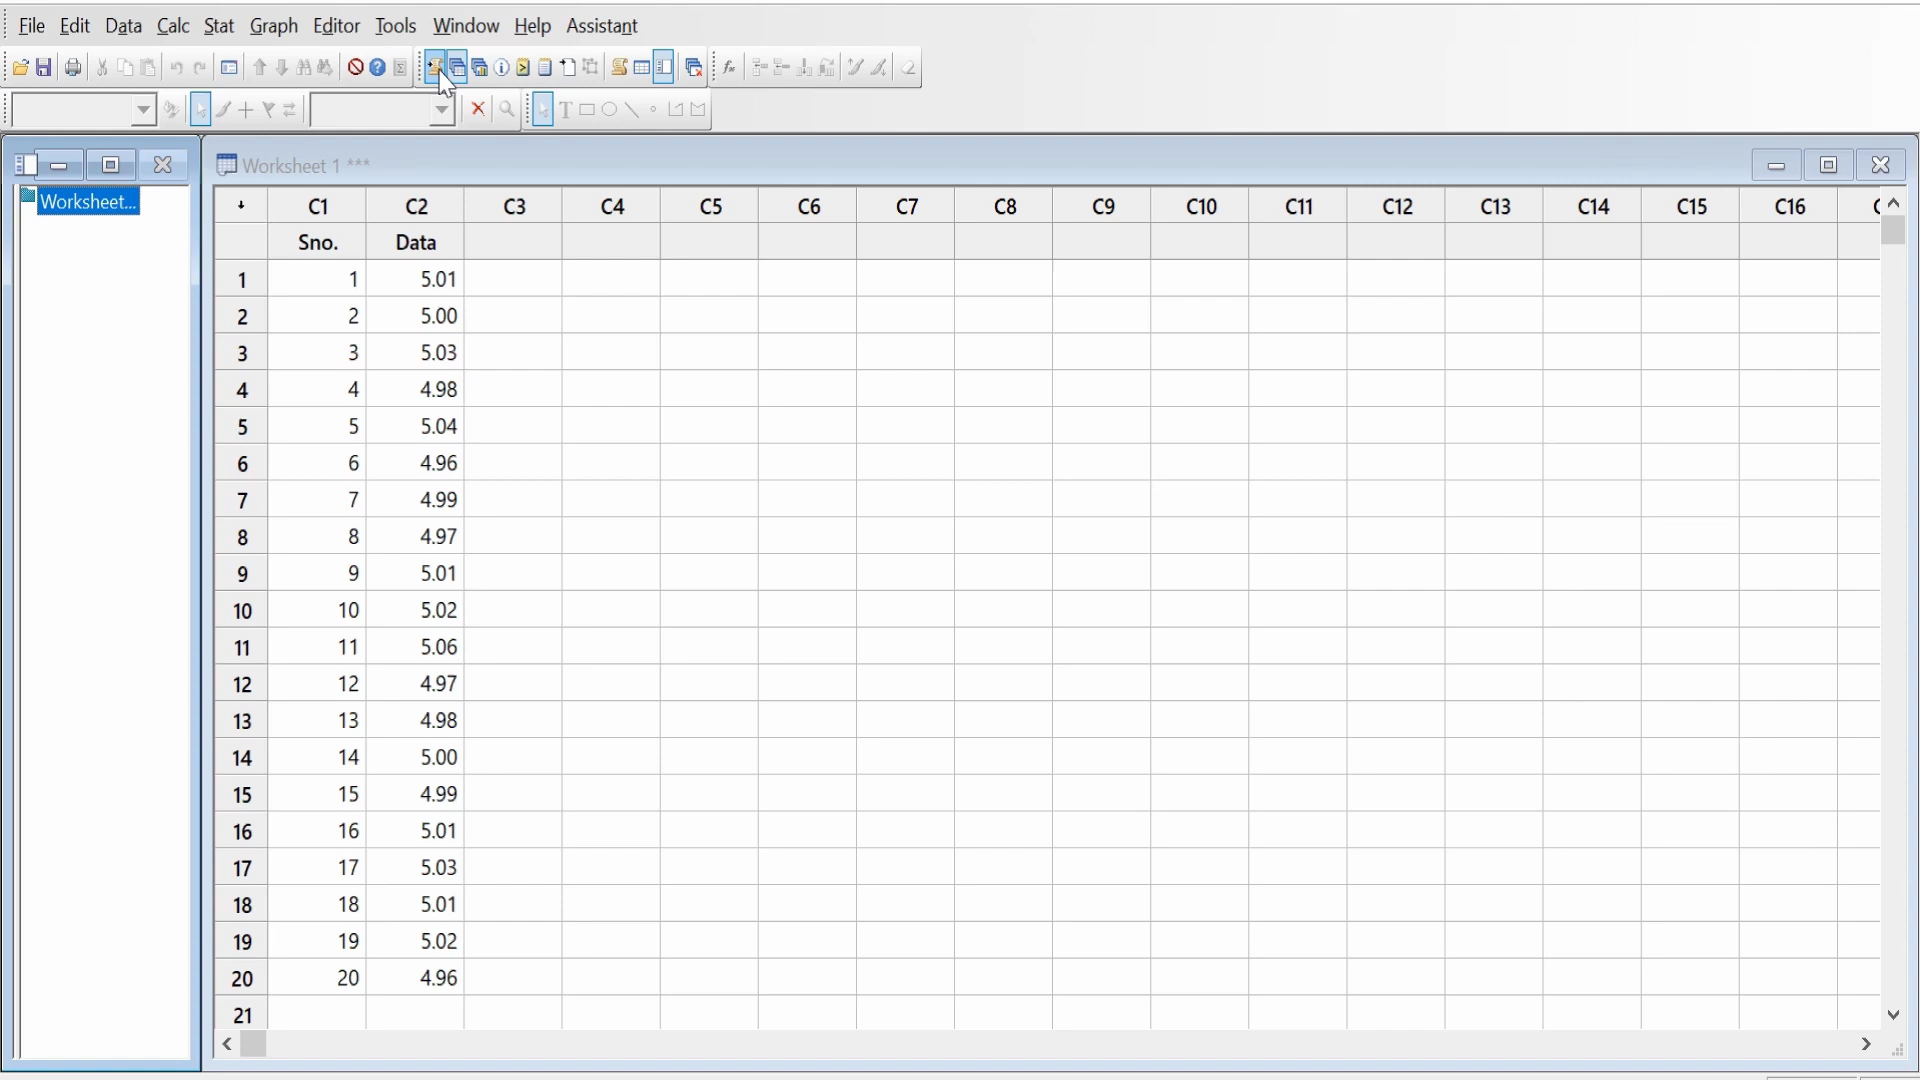 File Edit Data Calc Stat Graph Editor Tools Window Help Assistant
Worksheet 1 ***
Worksheet...
C1 C2 C3 C4 C5 C6 C7 C8 C9 C10 C11 C12 C13 C14 C15 C16
Sno. Data
1 1 5.01
2 2 5.00
3 3 5.03
4 4 4.98
5 5 5.04
6 6 4.96
7 7 4.99
8 8 4.97
9 9 5.01
10 10 5.02
11 11 5.06
12 12 4.97
13 13 4.98
14 14 5.00
15 15 4.99
16 16 5.01
17 17 5.03
18 18 5.01
19 19 5.02
20 20 4.96
21